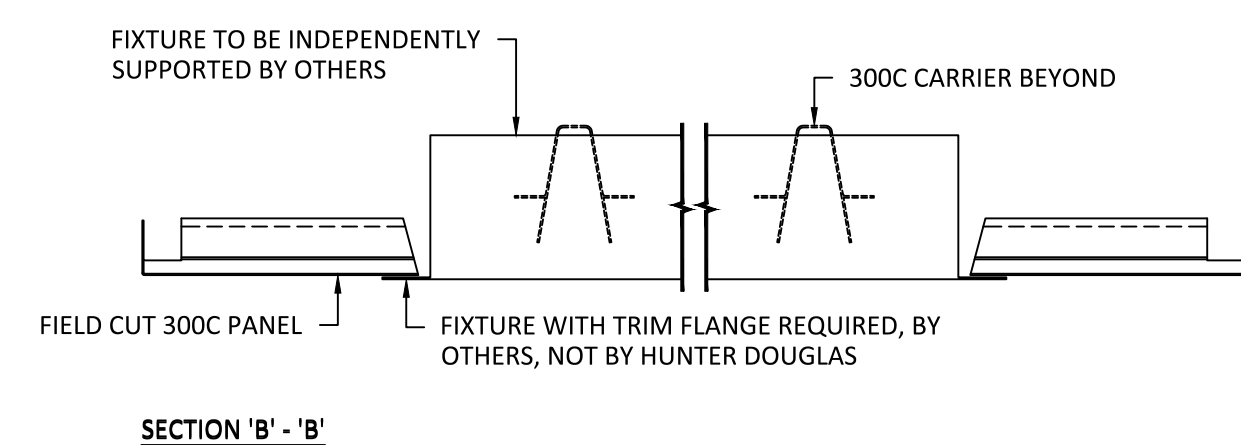 FIXTURE TO BE INDEPENDENTLY
SUPPORTED BY OTHERS
300C CARRIER BEYOND
FIELD CUT 300C PANEL
FIXTURE WITH TRIM FLANGE REQUIRED, BY
OTHERS, NOT BY HUNTER DOUGLAS
SECTION 'B' - 'B'